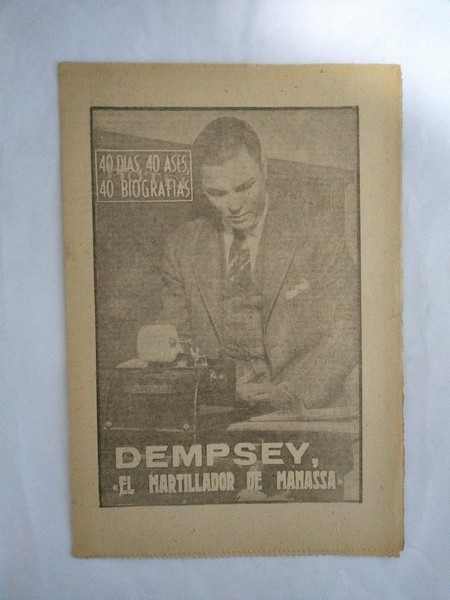 40 DIAS, 40 ASES,
40 BIOGRAFIAS
DEMPSEY,
«EL MARTILLADOR DE MANASSA»